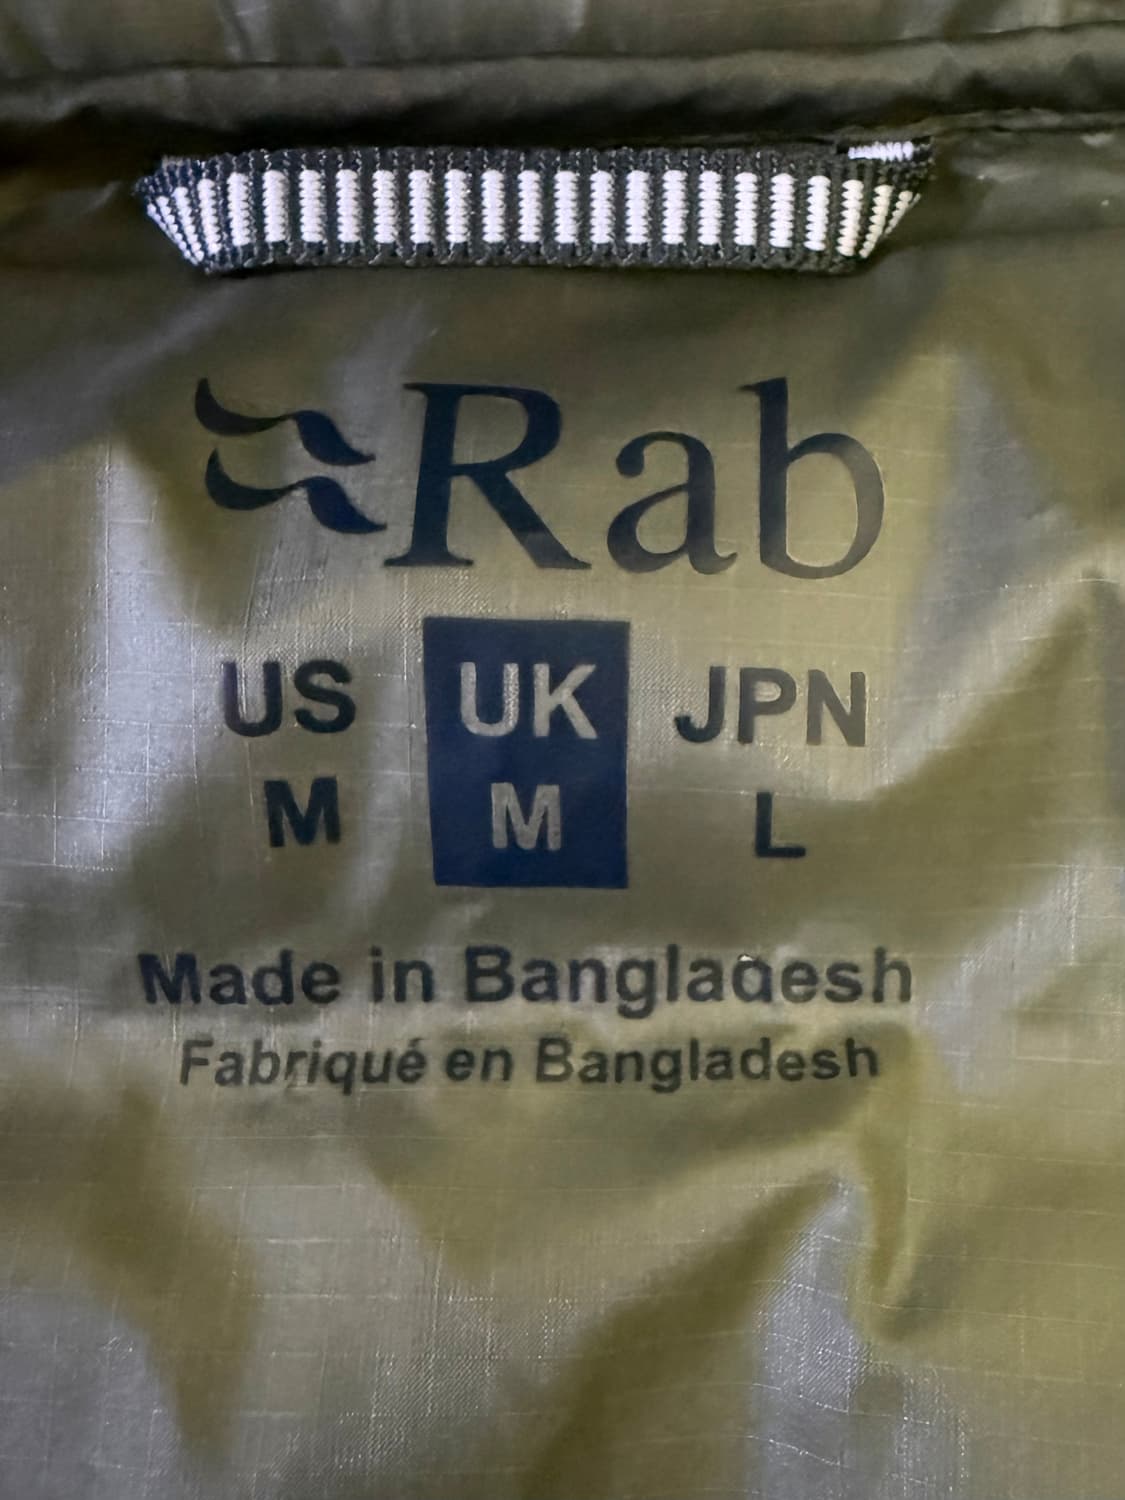 Rab
US UK JPN
M M L
Made in Bangladesh
Fabriqué en Bangladesh